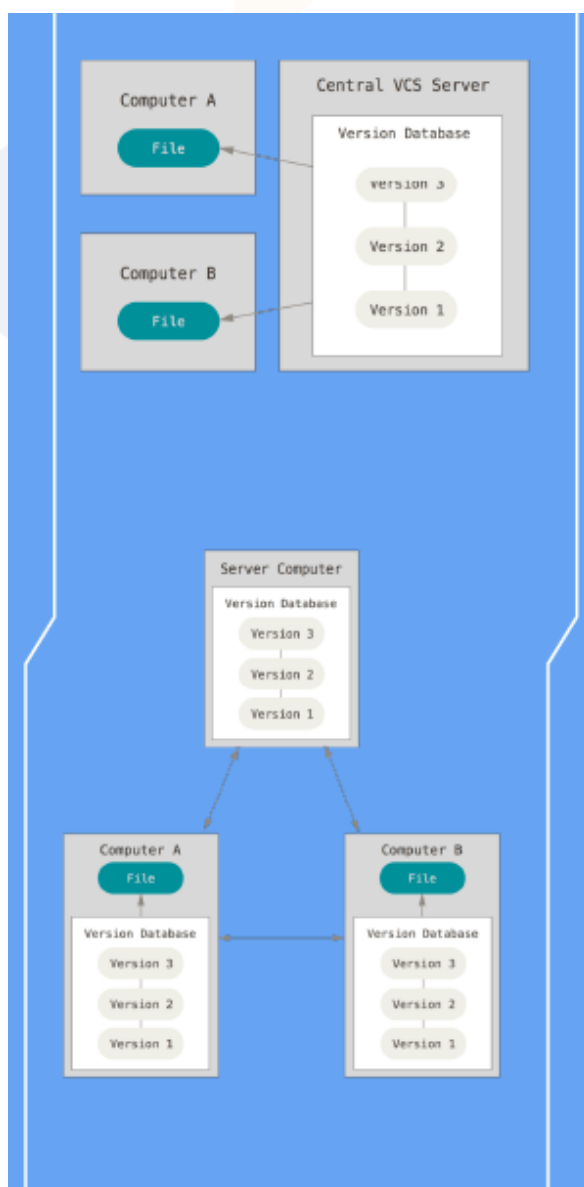 Computer A
File
Computer B
File
Central VCS Server
Version Database
Version 3
Version 2
Version 1
Server Computer
Version Database
Version 3
Version 2
Version 1
Computer A
File
Version Database
Version 3
Version 2
Version 1
Computer B
File
Version Database
Version 3
Version 2
Version 1